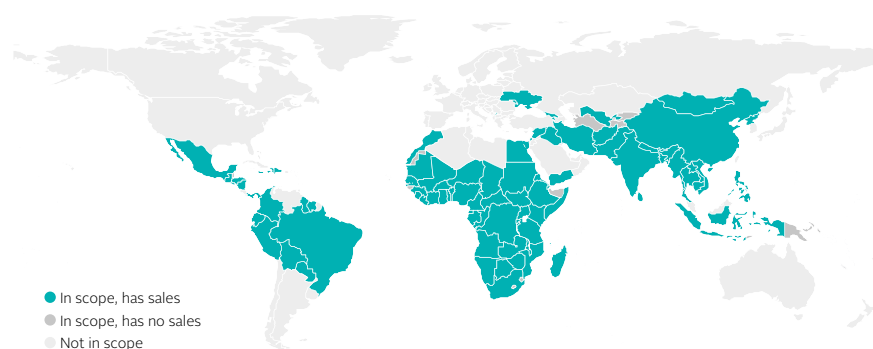 In scope, has sales
In scope, has no sales
Not in scope